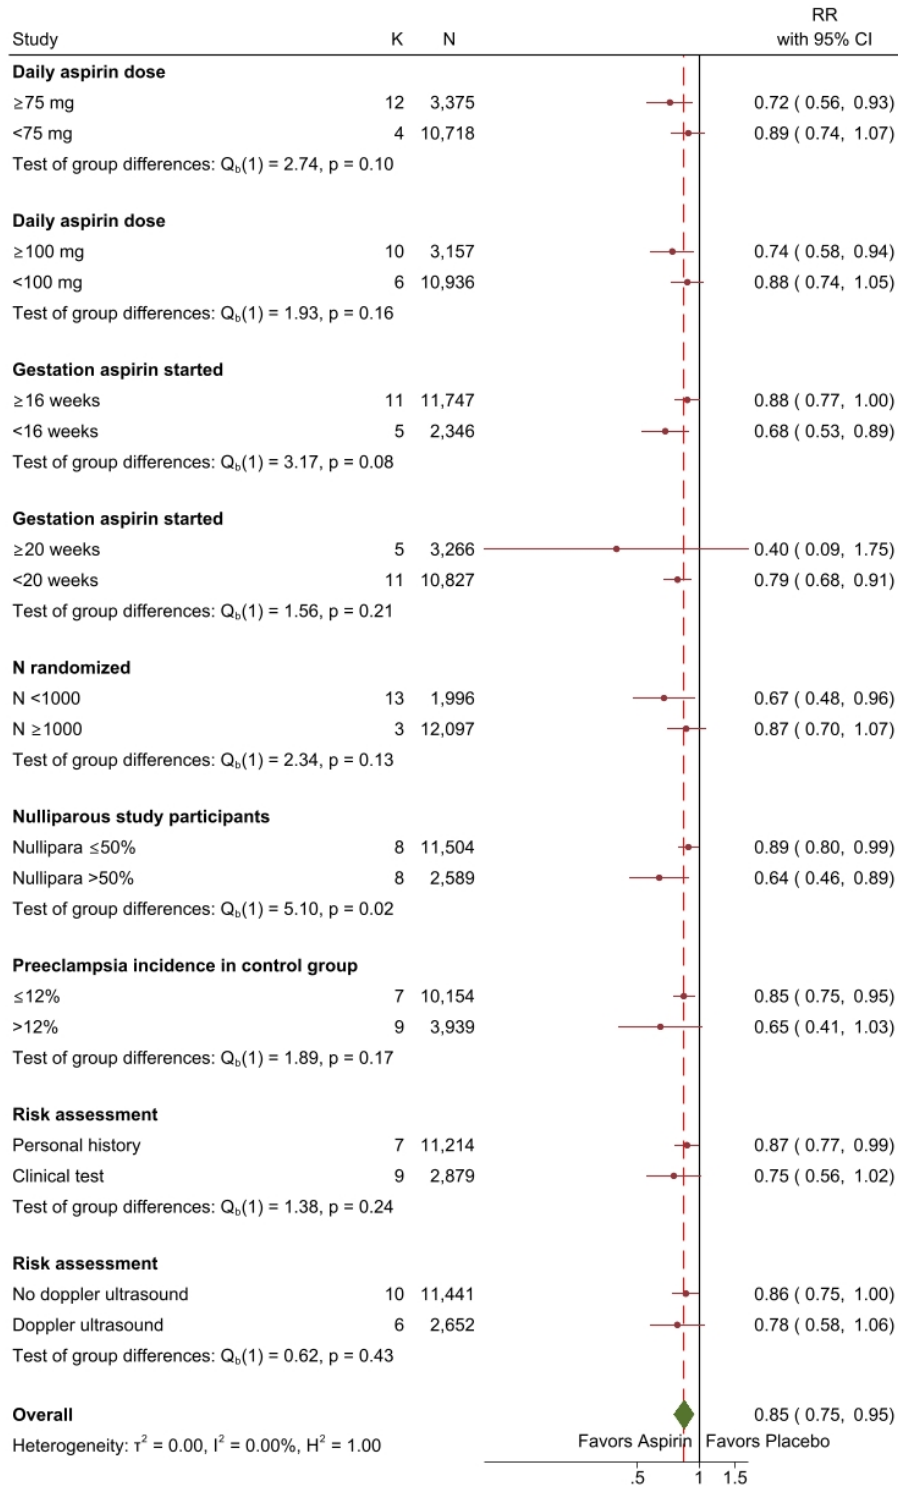 RR
Study K N with 95% CI
Daily aspirin dose
≥75 mg 12 3,375 0.72 ( 0.56, 0.93)
<75 mg 4 10,718 0.89 ( 0.74, 1.07)
Test of group differences: Q_b(1) = 2.74, p = 0.10
Daily aspirin dose
≥100 mg 10 3,157 0.74 ( 0.58, 0.94)
<100 mg 6 10,936 0.88 ( 0.74, 1.05)
Test of group differences: Q_b(1) = 1.93, p = 0.16
Gestation aspirin started
≥16 weeks 11 11,747 0.88 ( 0.77, 1.00)
<16 weeks 5 2,346 0.68 ( 0.53, 0.89)
Test of group differences: Q_b(1) = 3.17, p = 0.08
Gestation aspirin started
≥20 weeks 5 3,266 0.40 ( 0.09, 1.75)
<20 weeks 11 10,827 0.79 ( 0.68, 0.91)
Test of group differences: Q_b(1) = 1.56, p = 0.21
N randomized
N <1000 13 1,996 0.67 ( 0.48, 0.96)
N ≥1000 3 12,097 0.87 ( 0.70, 1.07)
Test of group differences: Q_b(1) = 2.34, p = 0.13
Nulliparous study participants
Nullipara ≤50% 8 11,504 0.89 ( 0.80, 0.99)
Nullipara >50% 8 2,589 0.64 ( 0.46, 0.89)
Test of group differences: Q_b(1) = 5.10, p = 0.02
Preeclampsia incidence in control group
≤12% 7 10,154 0.85 ( 0.75, 0.95)
>12% 9 3,939 0.65 ( 0.41, 1.03)
Test of group differences: Q_b(1) = 1.89, p = 0.17
Risk assessment
Personal history 7 11,214 0.87 ( 0.77, 0.99)
Clinical test 9 2,879 0.75 ( 0.56, 1.02)
Test of group differences: Q_b(1) = 1.38, p = 0.24
Risk assessment
No doppler ultrasound 10 11,441 0.86 ( 0.75, 1.00)
Doppler ultrasound 6 2,652 0.78 ( 0.58, 1.06)
Test of group differences: Q_b(1) = 0.62, p = 0.43
Overall 0.85 ( 0.75, 0.95)
Heterogeneity: τ² = 0.00, I² = 0.00%, H² = 1.00 Favors Aspirin Favors Placebo
.5 1 1.5